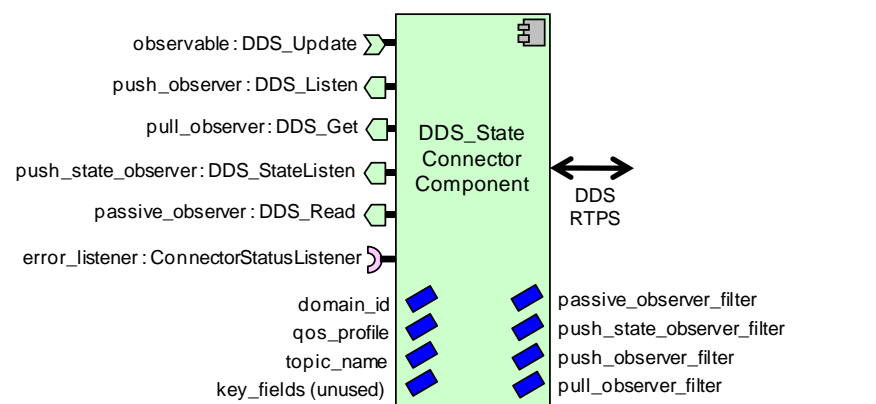 observable : DDS_Update
push_observer : DDS_Listen
pull_observer : DDS_Get
push_state_observer : DDS_StateListen
passive_observer : DDS_Read
error_listener : ConnectorStatusListener
domain_id
qos_profile
topic_name
key_fields (unused)
DDS_State
Connector
Component
DDS
RTPS
passive_observer_filter
push_state_observer_filter
push_observer_filter
pull_observer_filter